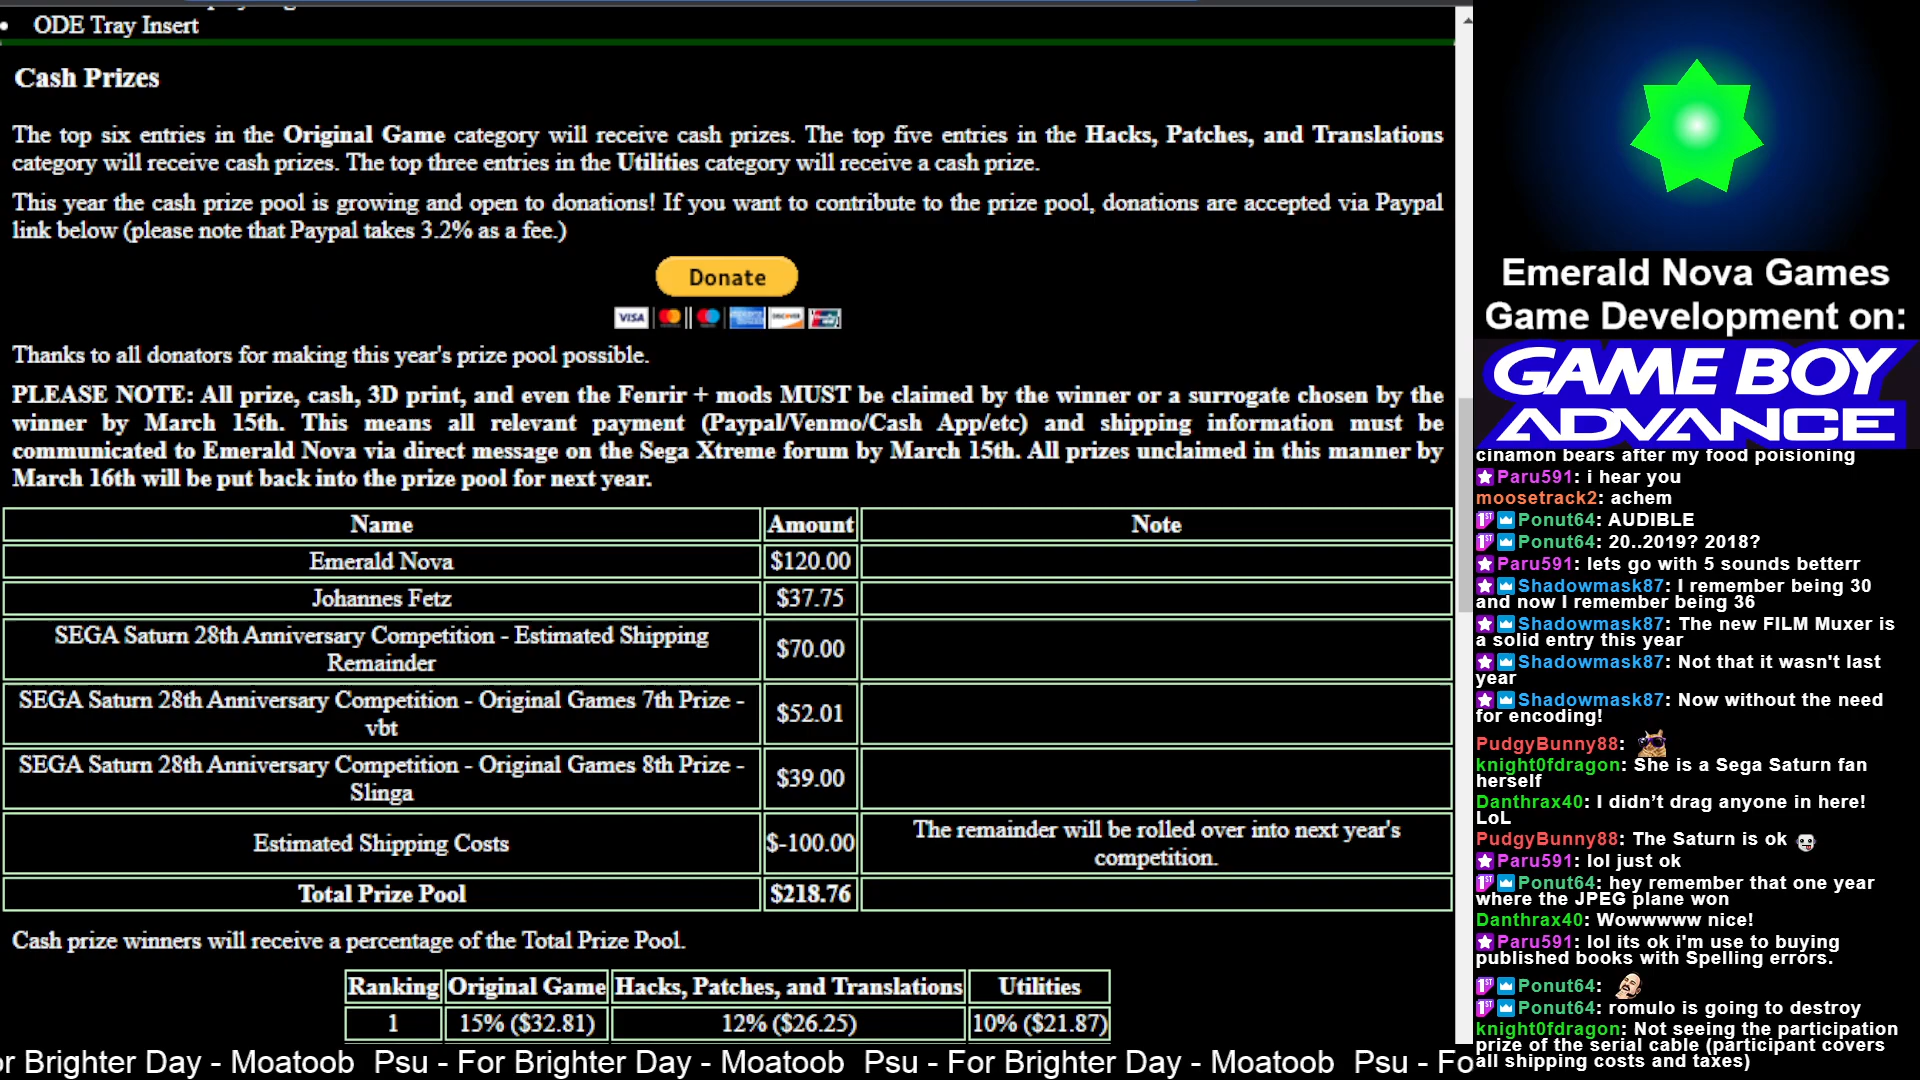 ODE Tray Insert
Cash Prizes
The top six entries in the Original Game category will receive cash prizes. The top five entries in the Hacks, Patches, and Translations
category will receive cash prizes. The top three entries in the Utilities category will receive a cash prize.
This year the cash prize pool is growing and open to donations! If you want to contribute to the prize pool, donations are accepted via Paypal
link below (please note that Paypal takes 3.2% as a fee.)
Donate
VISA
Thanks to all donators for making this year's prize pool possible.
PLEASE NOTE: All prize, cash, 3D print, and even the Fenrir + mods MUST be claimed by the winner or a surrogate chosen by the
winner by March 15th. This means all relevant payment (Paypal/Venmo/Cash App/etc) and shipping information must be
communicated to Emerald Nova via direct message on the Sega Xtreme forum by March 15th. All prizes unclaimed in this manner by
March 16th will be put back into the prize pool for next year.
Name Amount Note
Emerald Nova $120.00
Johannes Fetz $37.75
SEGA Saturn 28th Anniversary Competition - Estimated Shipping
Remainder $70.00
SEGA Saturn 28th Anniversary Competition - Original Games 7th Prize -
vbt $52.01
SEGA Saturn 28th Anniversary Competition - Original Games 8th Prize -
Slinga $39.00
Estimated Shipping Costs $-100.00 The remainder will be rolled over into next year's
competition.
Total Prize Pool $218.76
Cash prize winners will receive a percentage of the Total Prize Pool.
Ranking Original Game Hacks, Patches, and Translations Utilities
1 15% ($32.81) 12% ($26.25) 10% ($21.87)
or Brighter Day - Moatoob Psu - For Brighter Day - Moatoob Psu - For Brighter Day - Moatoob Psu - Fo
Emerald Nova Games
Game Development on:
GAME BOY
ADVANCE
cinamon bears after my food poisioning
Paru591: i hear you
moosetrack2: achem
1ST Ponut64: AUDIBLE
1ST Ponut64: 20..2019? 2018?
Paru591: lets go with 5 sounds betterr
Shadowmask87: I remember being 30
and now I remember being 36
Shadowmask87: The new FILM Muxer is
a solid entry this year
Shadowmask87: Not that it wasn't last
year
Shadowmask87: Now without the need
for encoding!
PudgyBunny88:
knight0fdragon: She is a Sega Saturn fan
herself
Danthrax40: I didn’t drag anyone in here!
LoL
PudgyBunny88: The Saturn is ok
Paru591: lol just ok
1ST Ponut64: hey remember that one year
where the JPEG plane won
Danthrax40: Wowwwww nice!
Paru591: lol its ok i'm use to buying
published books with Spelling errors.
1ST Ponut64:
1ST Ponut64: romulo is going to destroy
knight0fdragon: Not seeing the participation
prize of the serial cable (participant covers
all shipping costs and taxes)